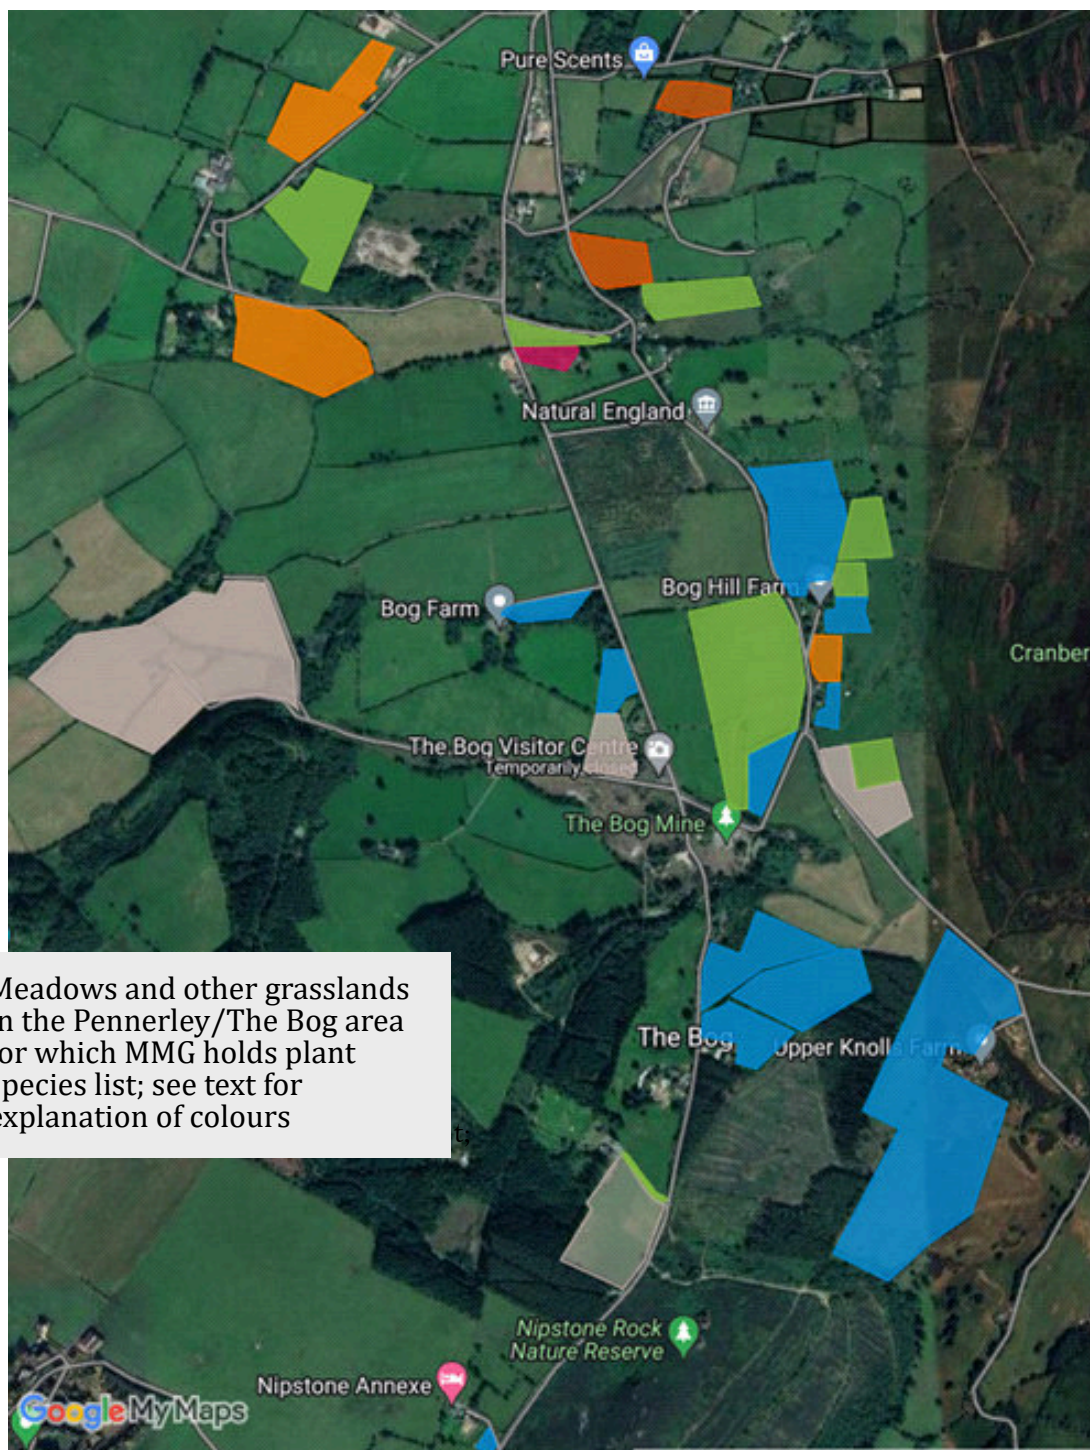 Pure Scents
Natural England
Bog Hill Farm
Bog Farm
Cranber
The Bog Visitor Centre
Temporarily closed
The Bog Mine
Meadows and other grasslands
n the Pennerley/The Bog area
or which MMG holds plant
pecies list; see text for
explanation of colours
t;
The Bog
Upper Knolls Farm
Nipstone Rock
Nature Reserve
Nipstone Annexe
Google My Maps